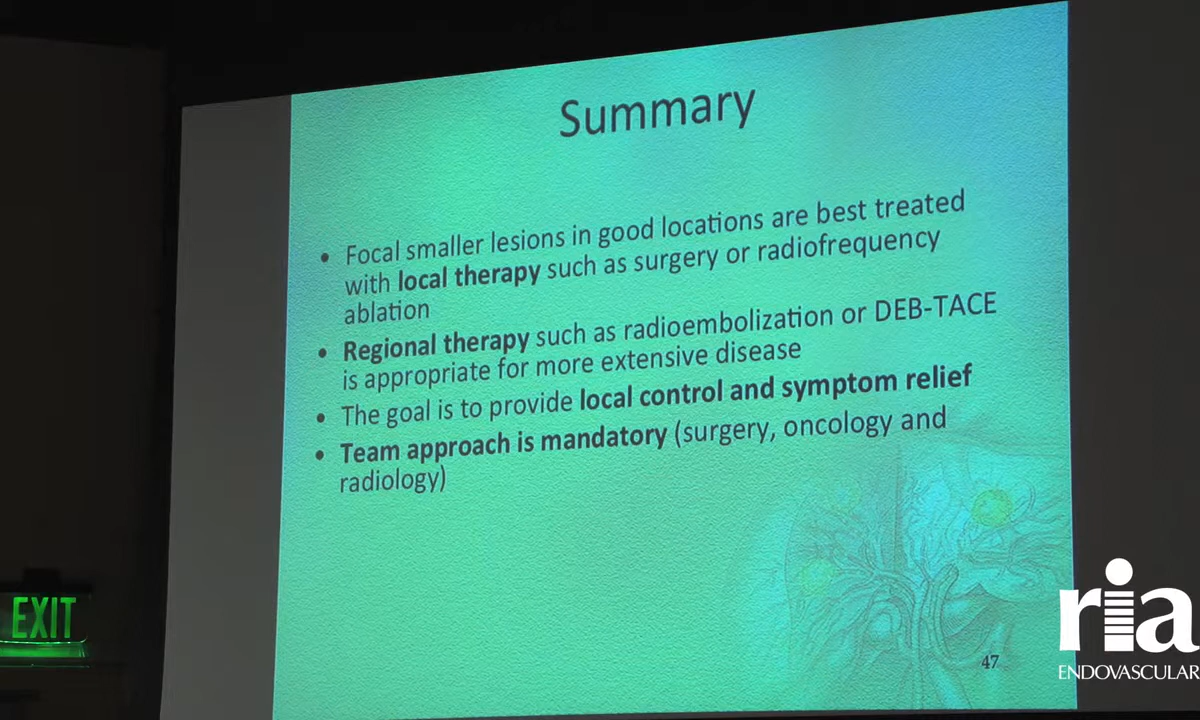 Summary
• Focal smaller lesions in good locations are best treated
with local therapy such as surgery or radiofrequency
ablation
• Regional therapy such as radioembolization or DEB-TACE
is appropriate for more extensive disease
• The goal is to provide local control and symptom relief
• Team approach is mandatory (surgery, oncology and
radiology)
47
EXIT
ria
ENDOVASCULAR